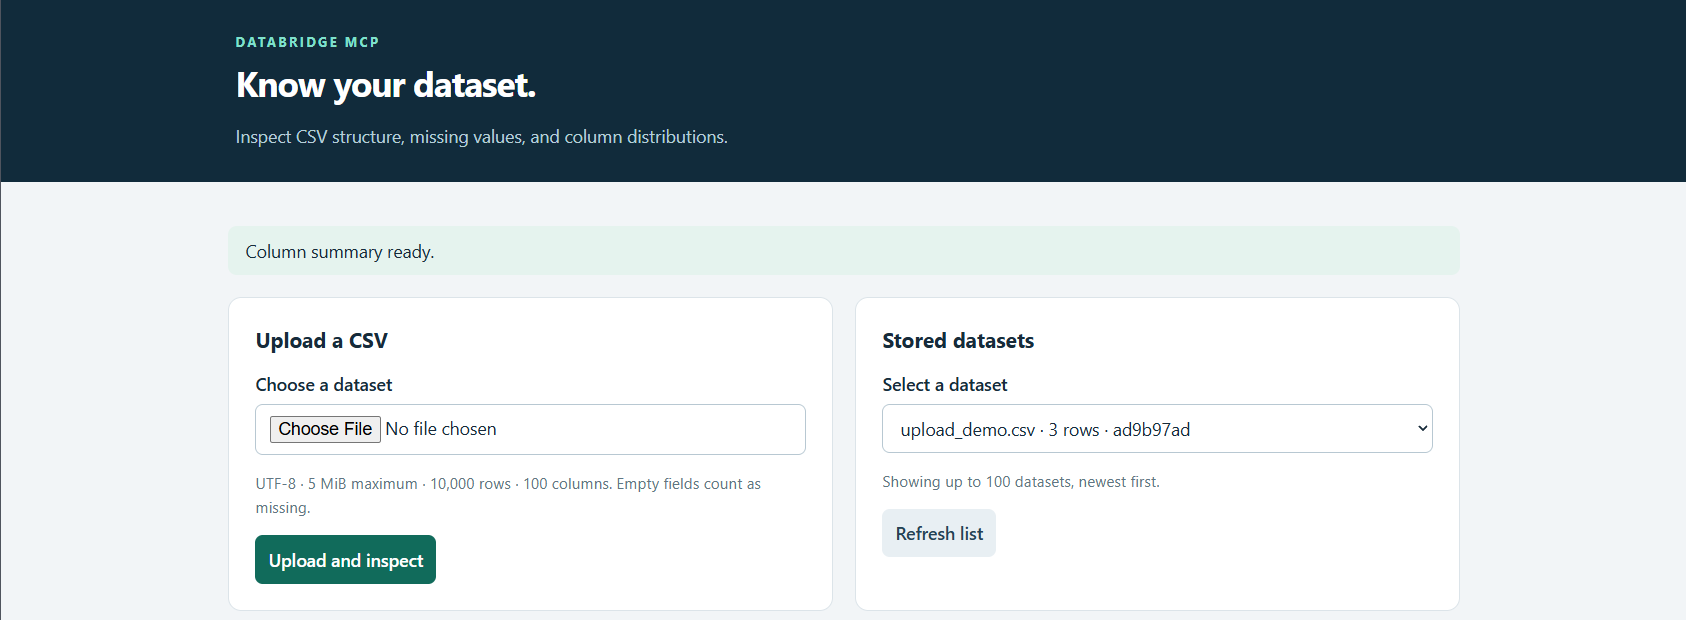 DATABRIDGE MCP
Know your dataset.
Inspect CSV structure, missing values, and column distributions.
Column summary ready.
Upload a CSV
Choose a dataset
Choose File No file chosen
UTF-8 · 5 MiB maximum · 10,000 rows · 100 columns. Empty fields count as
missing.
Upload and inspect
Stored datasets
Select a dataset
upload_demo.csv · 3 rows · ad9b97ad
Showing up to 100 datasets, newest first.
Refresh list